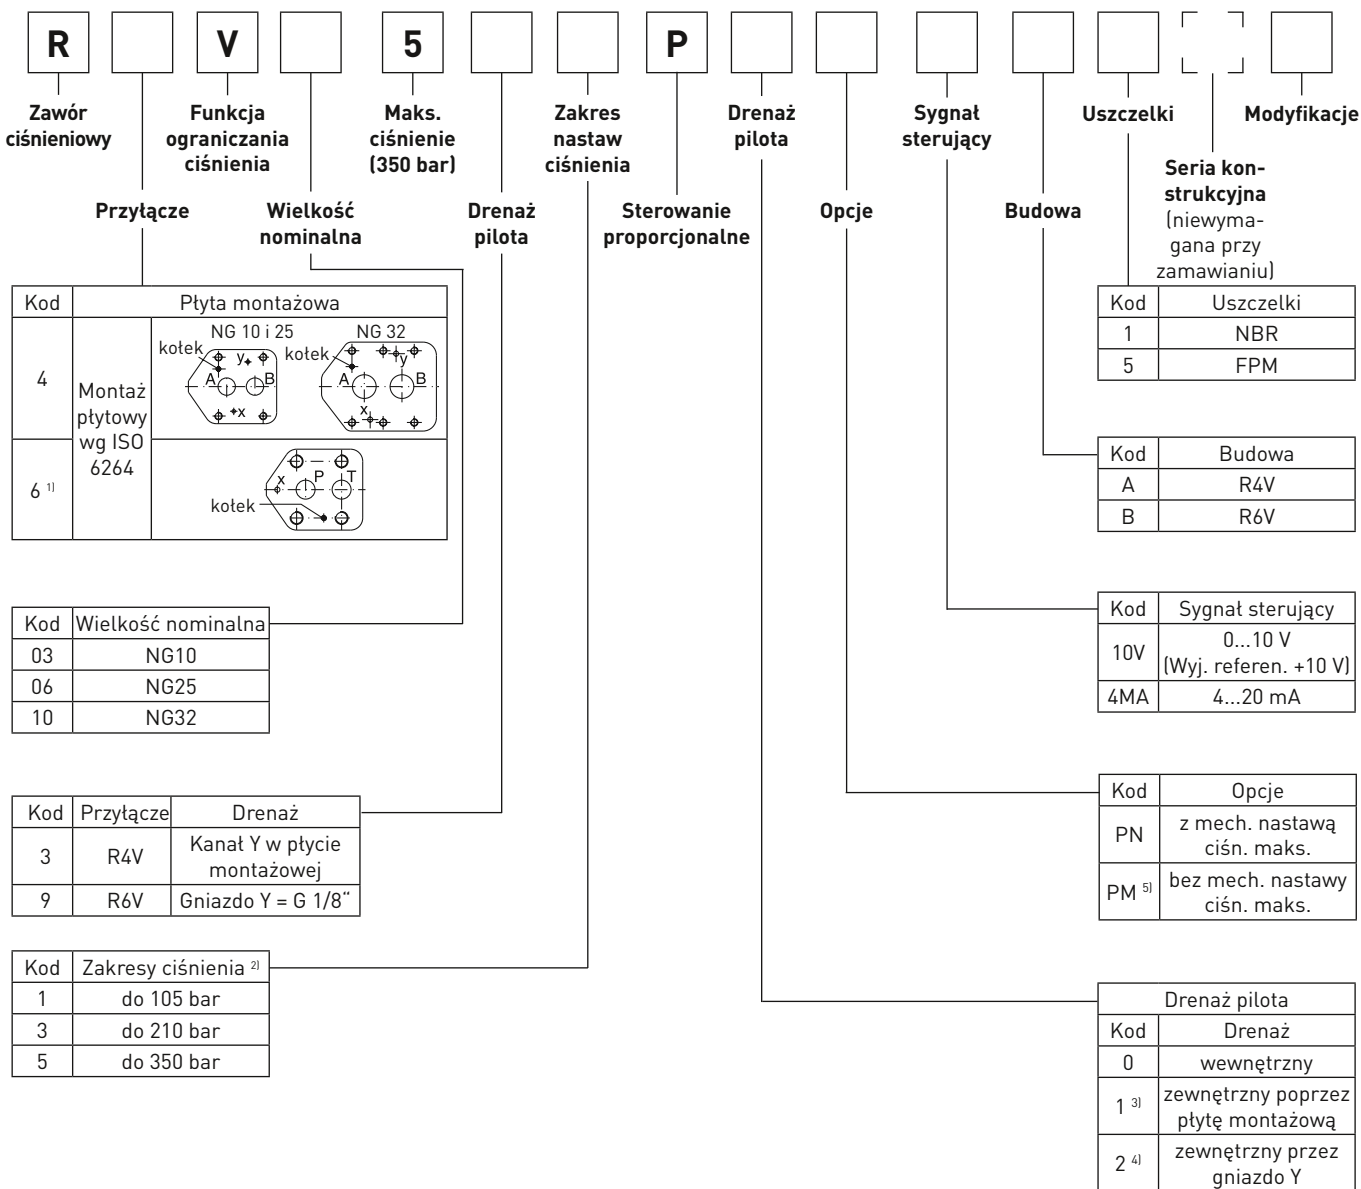 R V 5 P
Zawór
ciśnieniowy
Funkcja
ograniczania
ciśnienia
Maks.
ciśnienie
(350 bar)
Zakres
nastaw
ciśnienia
Drenaż
pilota
Sygnał
sterujący
Uszczelki
Modyfikacje
Przyłącze
Wielkość
nominalna
Drenaż
pilota
Sterowanie
proporcjonalne
Opcje
Budowa
Seria kon-
strukcyjna
(niewyma-
gana przy
zamawianiu)
Kod Płyta montażowa
4
Montaż
płytowy
wg ISO
6264
NG 10 i 25
kołek
y
A
B
x
NG 32
kołek
y
A
B
x
6 1)
x
P
T
kołek
Kod Wielkość nominalna
03 NG10
06 NG25
10 NG32
Kod Przyłącze Drenaż
3 R4V Kanał Y w płycie
montażowej
9 R6V Gniazdo Y = G 1/8“
Kod Zakresy ciśnienia 2)
1 do 105 bar
3 do 210 bar
5 do 350 bar
Kod Uszczelki
1 NBR
5 FPM
Kod Budowa
A R4V
B R6V
Kod Sygnał sterujący
10V 0...10 V
(Wyj. referen. +10 V)
4MA 4...20 mA
Kod Opcje
PN z mech. nastawą
ciśn. maks.
PM 5) bez mech. nastawy
ciśn. maks.
Drenaż pilota
Kod Drenaż
0 wewnętrzny
1 3) zewnętrzny poprzez
płytę montażową
2 4) zewnętrzny przez
gniazdo Y